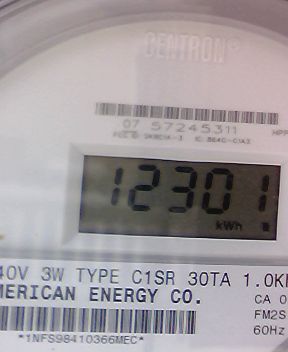 CENTRON®
07 57245311
12301
kWh
40V 3W TYPE C1SR 30TA 1.0K
MERICAN ENERGY CO.
CA 0
FM2S
60Hz
*1NFS98410366MEC*